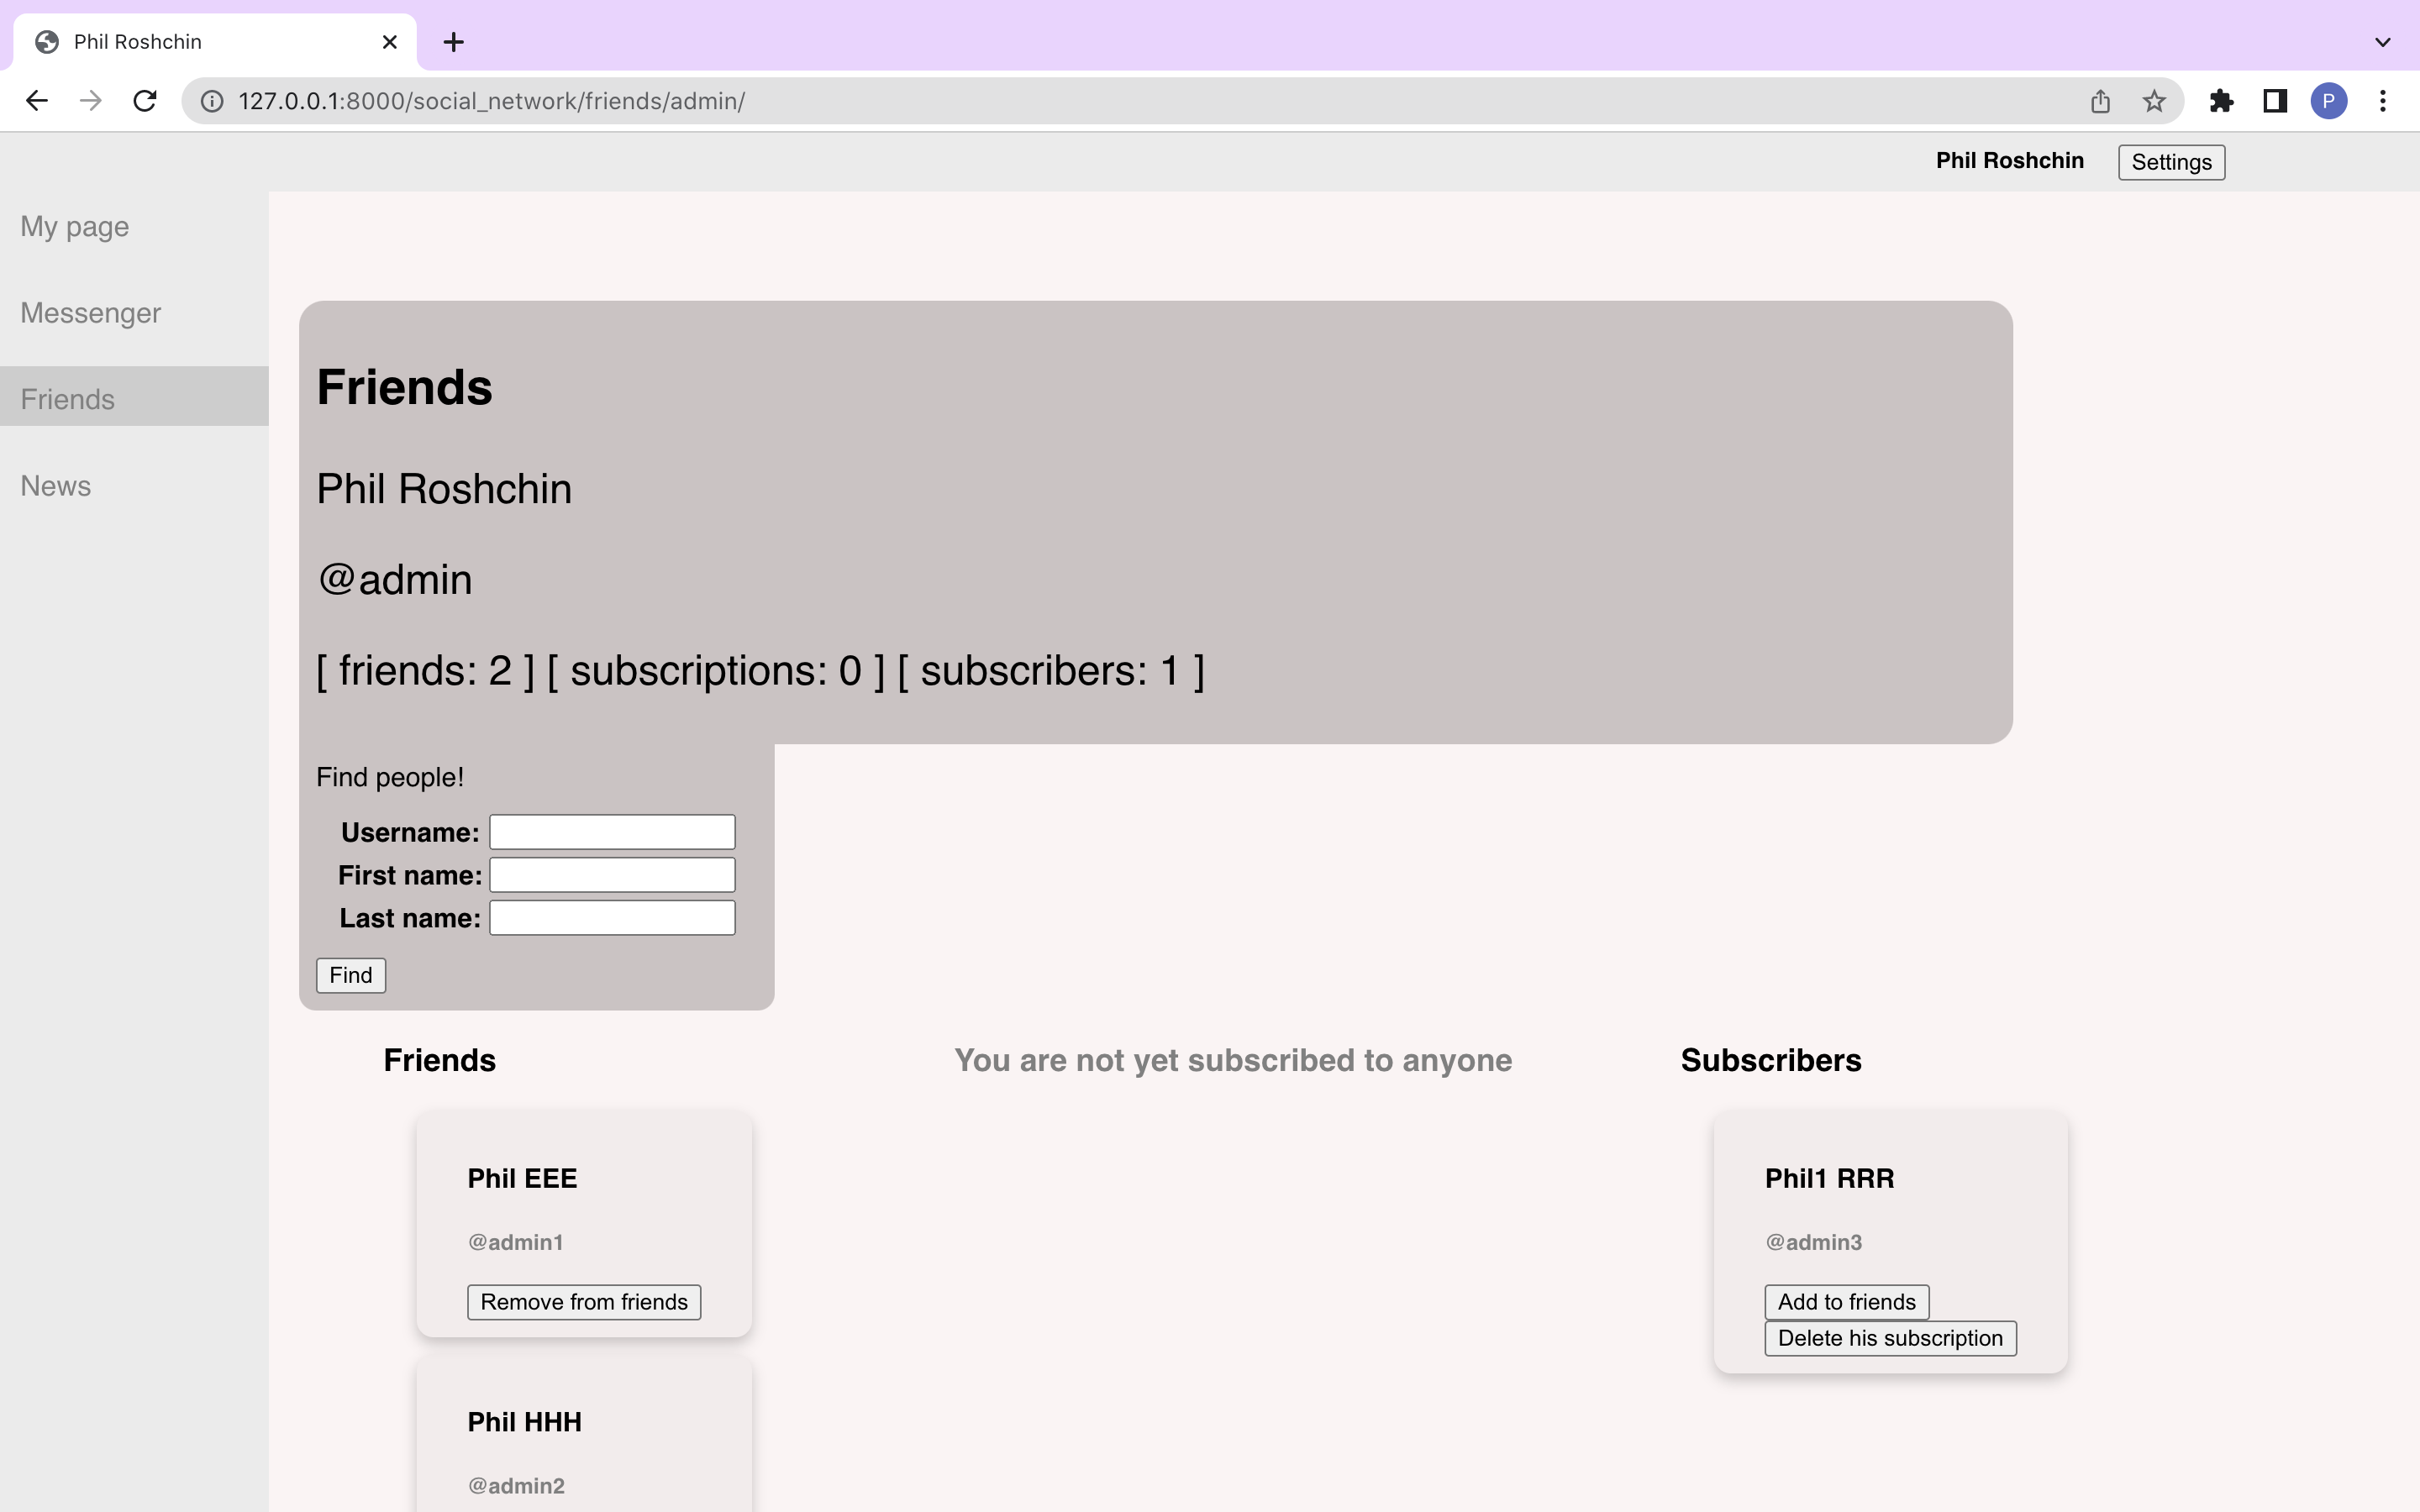 Phil Roshchin
127.0.0.1:8000/social_network/friends/admin/
P
Phil Roshchin
Settings
My page
Messenger
Friends
News
Friends
Phil Roshchin
@admin
[ friends: 2 ] [ subscriptions: 0 ] [ subscribers: 1 ]
Find people!
Username:
First name:
Last name:
Find
Friends
Phil EEE
@admin1
Remove from friends
Phil HHH
@admin2
You are not yet subscribed to anyone
Subscribers
Phil1 RRR
@admin3
Add to friends
Delete his subscription